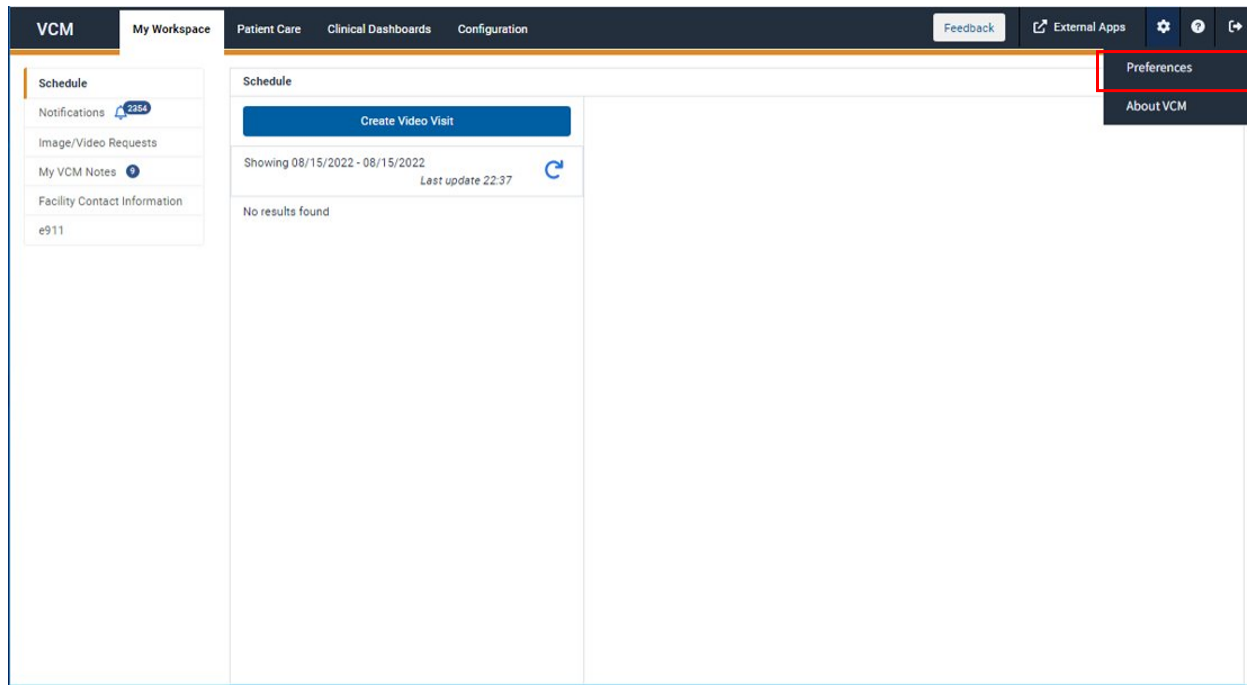 VCM My Workspace Patient Care Clinical Dashboards Configuration Feedback External Apps
Preferences
About VCM
Schedule
Notifications 2354
Image/Video Requests
My VCM Notes 9
Facility Contact Information
e911
Schedule
Create Video Visit
Showing 08/15/2022 - 08/15/2022
Last update 22:37
No results found